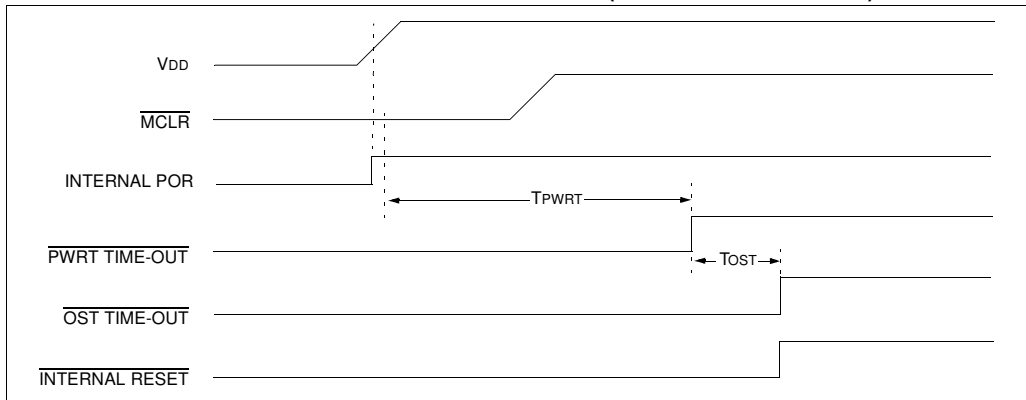 VDD
MCLR
INTERNAL POR
TPWRT
PWRT TIME-OUT
TOST
OST TIME-OUT
INTERNAL RESET